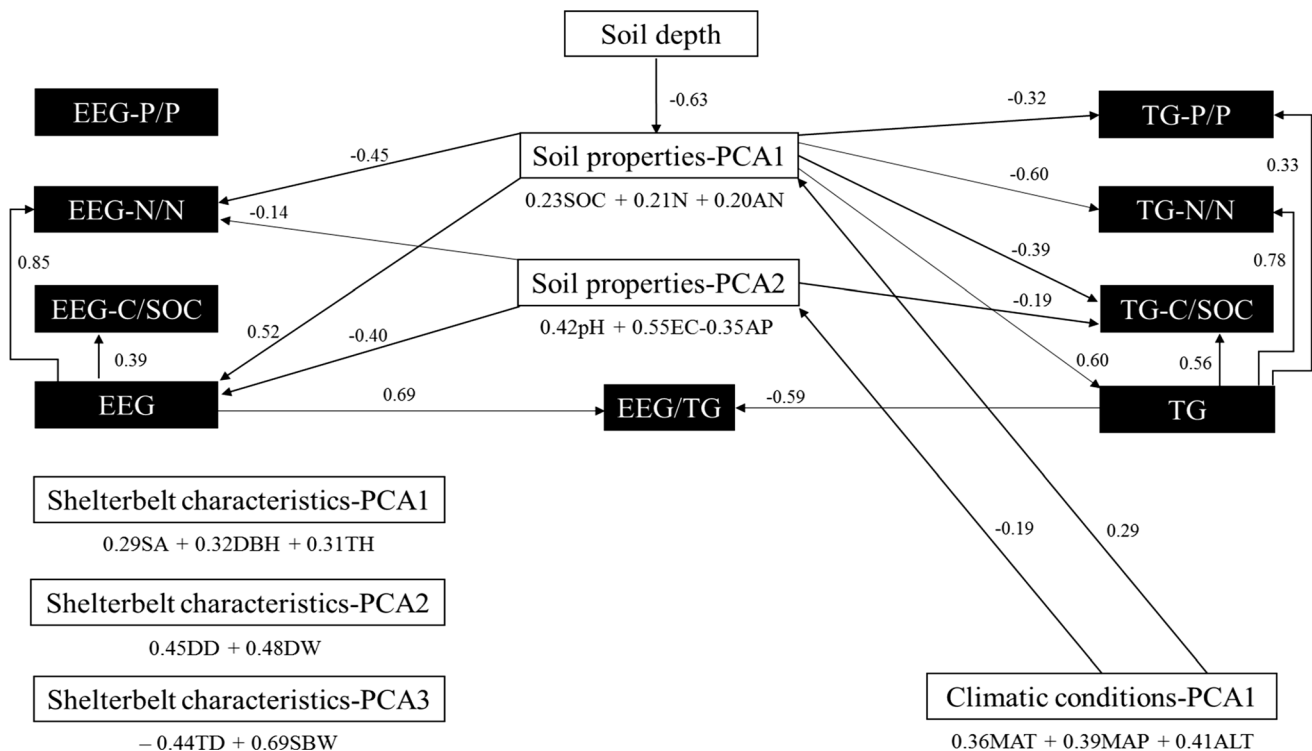 Soil depth
-0.63
EEG-P/P
-0.32
TG-P/P
-0.45
Soil properties-PCA1
-0.60
0.33
0.23SOC + 0.21N + 0.20AN
EEG-N/N
-0.14
TG-N/N
-0.39
0.85
0.78
Soil properties-PCA2
EEG-C/SOC
-0.19
TG-C/SOC
0.42pH + 0.55EC-0.35AP
0.52
-0.40
0.39
0.60
0.56
EEG
0.69
EEG/TG
-0.59
TG
Shelterbelt characteristics-PCA1
0.29SA + 0.32DBH + 0.31TH
-0.19
0.29
Shelterbelt characteristics-PCA2
0.45DD + 0.48DW
Shelterbelt characteristics-PCA3
– 0.44TD + 0.69SBW
Climatic conditions-PCA1
0.36MAT + 0.39MAP + 0.41ALT